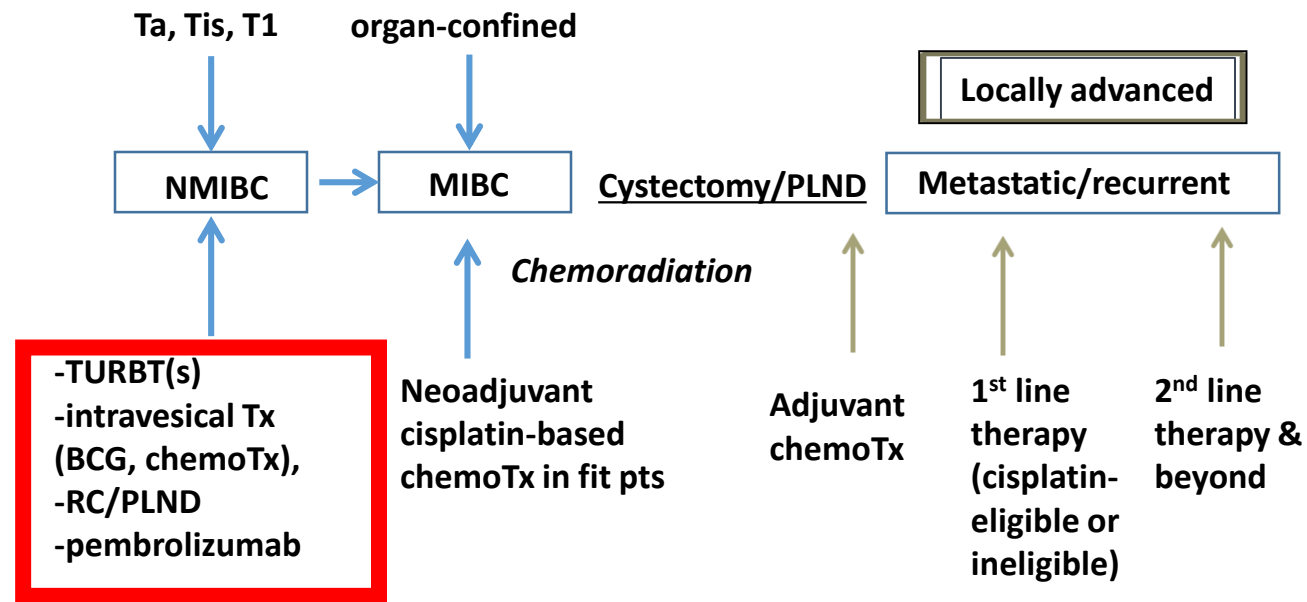 Ta, Tis, T1
organ-confined
Locally advanced
NMIBC
MIBC
Cystectomy/PLND
Metastatic/recurrent
Chemoradiation
-TURBT(s)
-intravesical Tx
(BCG, chemoTx),
-RC/PLND
-pembrolizumab
Neoadjuvant
cisplatin-based
chemoTx in fit pts
Adjuvant
chemoTx
1st line
therapy
(cisplatin-
eligible or
ineligible)
2nd line
therapy &
beyond